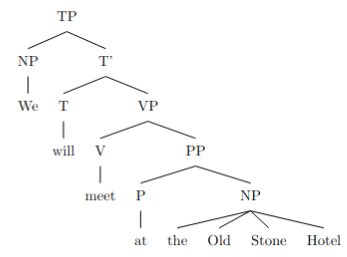 TP
NP T'
We T VP
will V PP
meet P NP
at the Old Stone Hotel